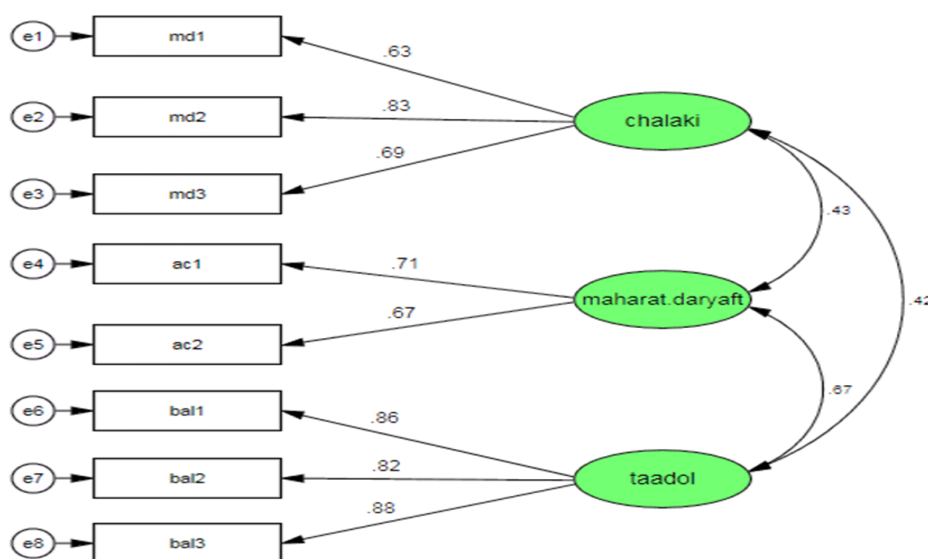 e1
md1
.63
e2
md2
.83
chalaki
.69
e3
md3
.43
e4
ac1
.71
maharat.daryaft
.42
.67
e5
ac2
.67
e6
bal1
.86
e7
bal2
.82
taadol
.88
e8
bal3